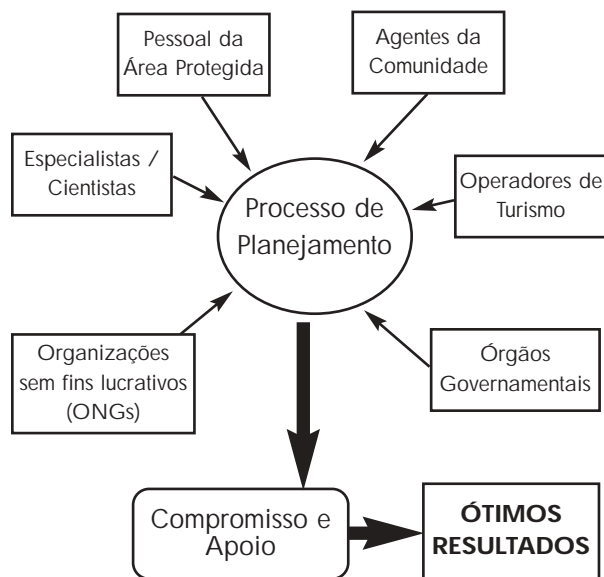 Pessoal da
Área Protegida
Agentes da
Comunidade
Especialistas /
Cientistas
Processo de
Planejamento
Operadores de
Turismo
Organizações
sem fins lucrativos
(ONGs)
Órgãos
Governamentais
Compromisso e
Apoio
ÓTIMOS
RESULTADOS